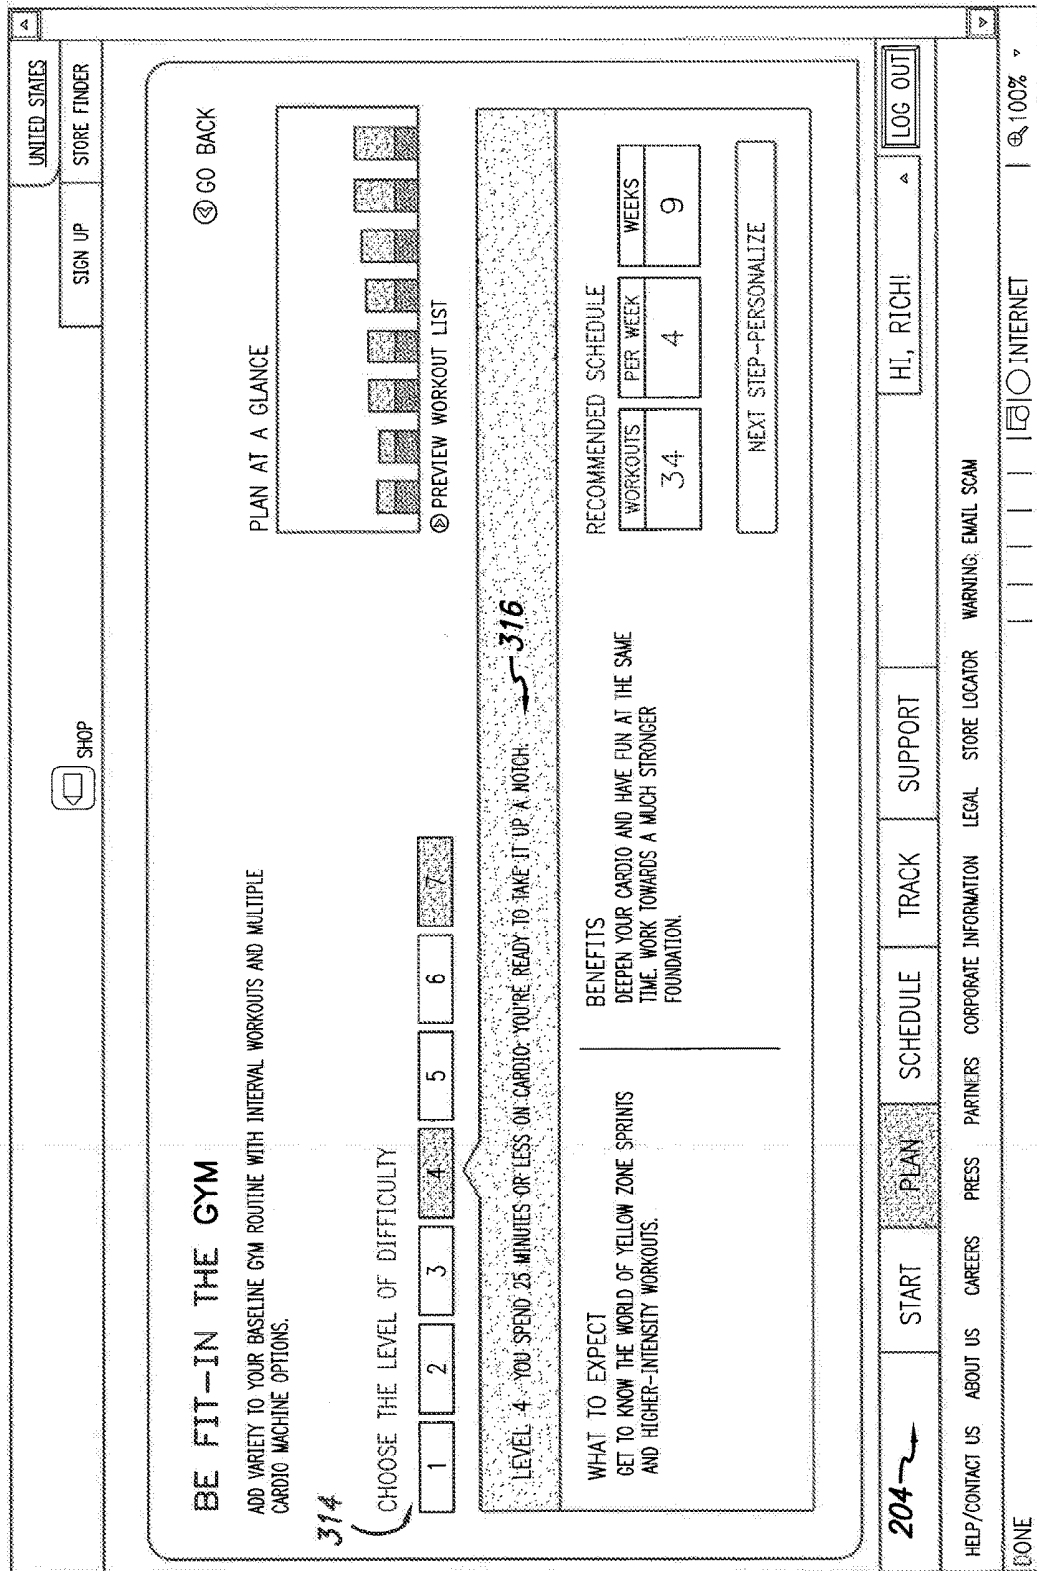 UNITED STATES
SHOP
SIGN UP
STORE FINDER
BE FIT–IN THE GYM
GO BACK
ADD VARIETY TO YOUR BASELINE GYM ROUTINE WITH INTERVAL WORKOUTS AND MULTIPLE
CARDIO MACHINE OPTIONS.
PLAN AT A GLANCE
314
CHOOSE THE LEVEL OF DIFFICULTY
1 2 3 4 5 6 7
PREVIEW WORKOUT LIST
LEVEL 4 - YOU SPEND 25 MINUTES OR LESS ON CARDIO; YOU'RE READY TO TAKE IT UP A NOTCH.
316
WHAT TO EXPECT
GET TO KNOW THE WORLD OF YELLOW ZONE SPRINTS
AND HIGHER–INTENSITY WORKOUTS.
BENEFITS
DEEPEN YOUR CARDIO AND HAVE FUN AT THE SAME
TIME. WORK TOWARDS A MUCH STRONGER
FOUNDATION.
RECOMMENDED SCHEDULE
WORKOUTS PER WEEK WEEKS
34 4 9
NEXT STEP–PERSONALIZE
204
START PLAN SCHEDULE TRACK SUPPORT HI, RICH! LOG OUT
HELP/CONTACT US ABOUT US CAREERS PRESS PARTNERS CORPORATE INFORMATION LEGAL STORE LOCATOR WARNING: EMAIL SCAM
DONE INTERNET 100%